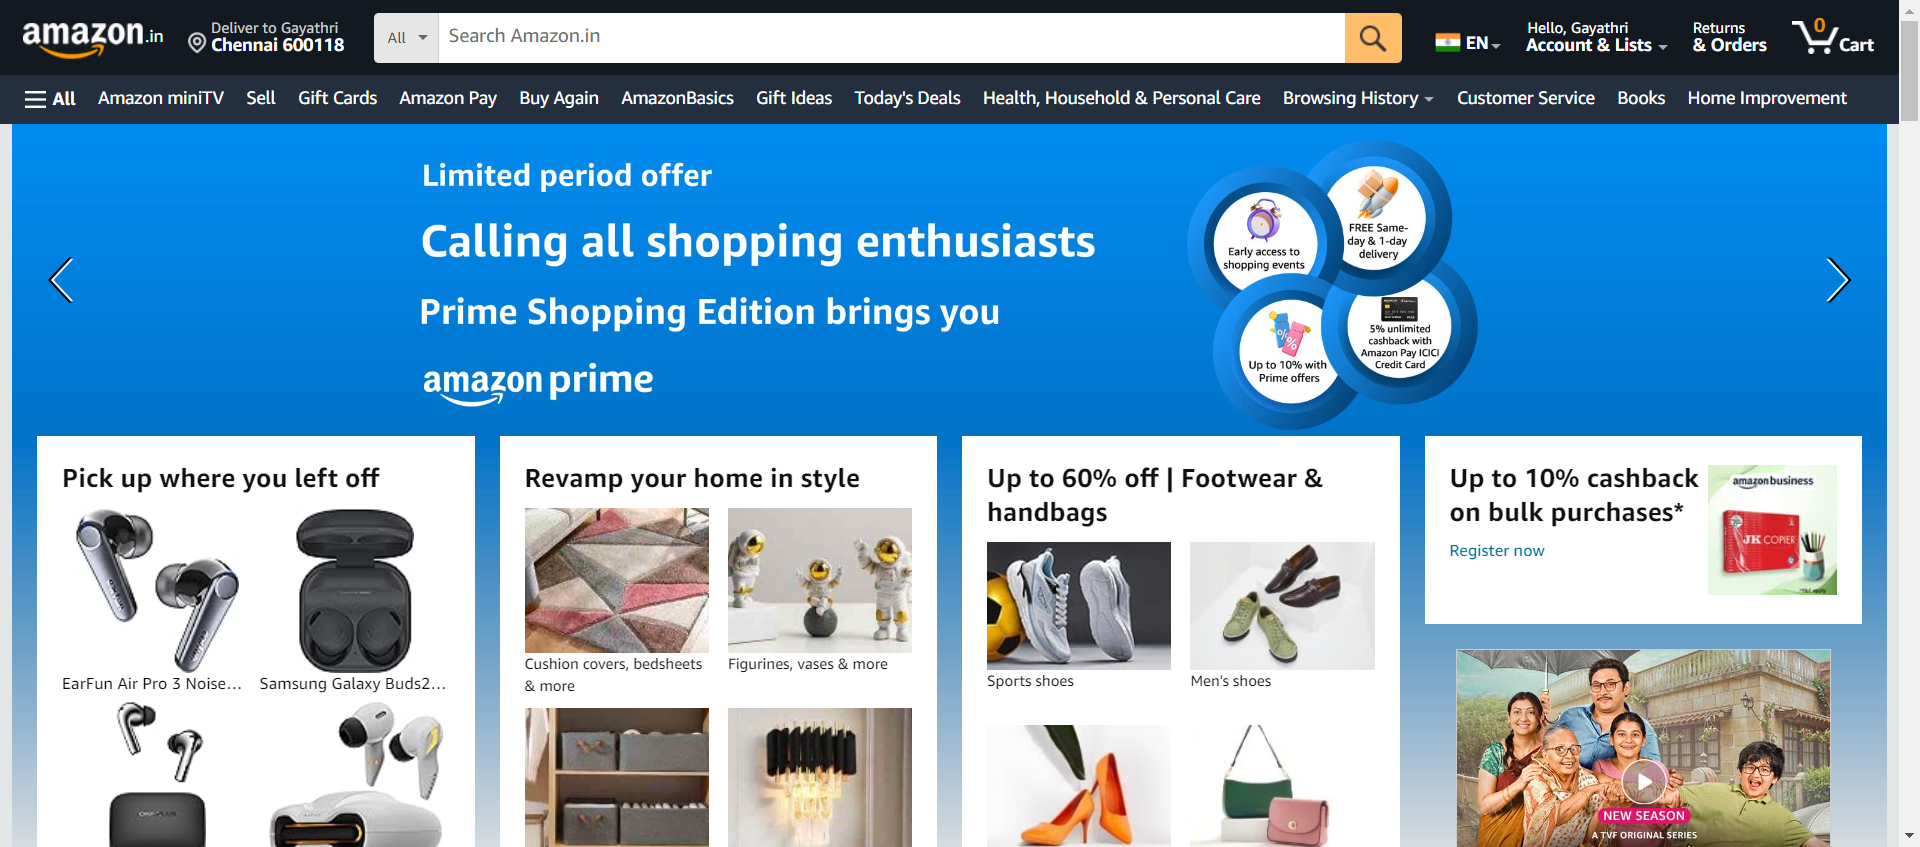 amazon.in
Deliver to Gayathri
Chennai 600118
All
Search Amazon.in
EN
Hello, Gayathri
Account & Lists
Returns
& Orders
0
Cart
All
Amazon miniTV
Sell
Gift Cards
Amazon Pay
Buy Again
AmazonBasics
Gift Ideas
Today's Deals
Health, Household & Personal Care
Browsing History
Customer Service
Books
Home Improvement
Limited period offer
Calling all shopping enthusiasts
Prime Shopping Edition brings you
amazon prime
Early access to
shopping events
FREE Same-
day & 1-day
delivery
Up to 10% with
Prime offers
5% unlimited
cashback with
Amazon Pay ICICI
Credit Card
Pick up where you left off
EarFun Air Pro 3 Noise...
Samsung Galaxy Buds2...
ONEPLUS
Revamp your home in style
Cushion covers, bedsheets
& more
Figurines, vases & more
Up to 60% off | Footwear &
handbags
Sports shoes
Men's shoes
Up to 10% cashback
on bulk purchases*
Register now
amazon business
JK COPIER
*T&C apply
NEW SEASON
A TVF ORIGINAL SERIES